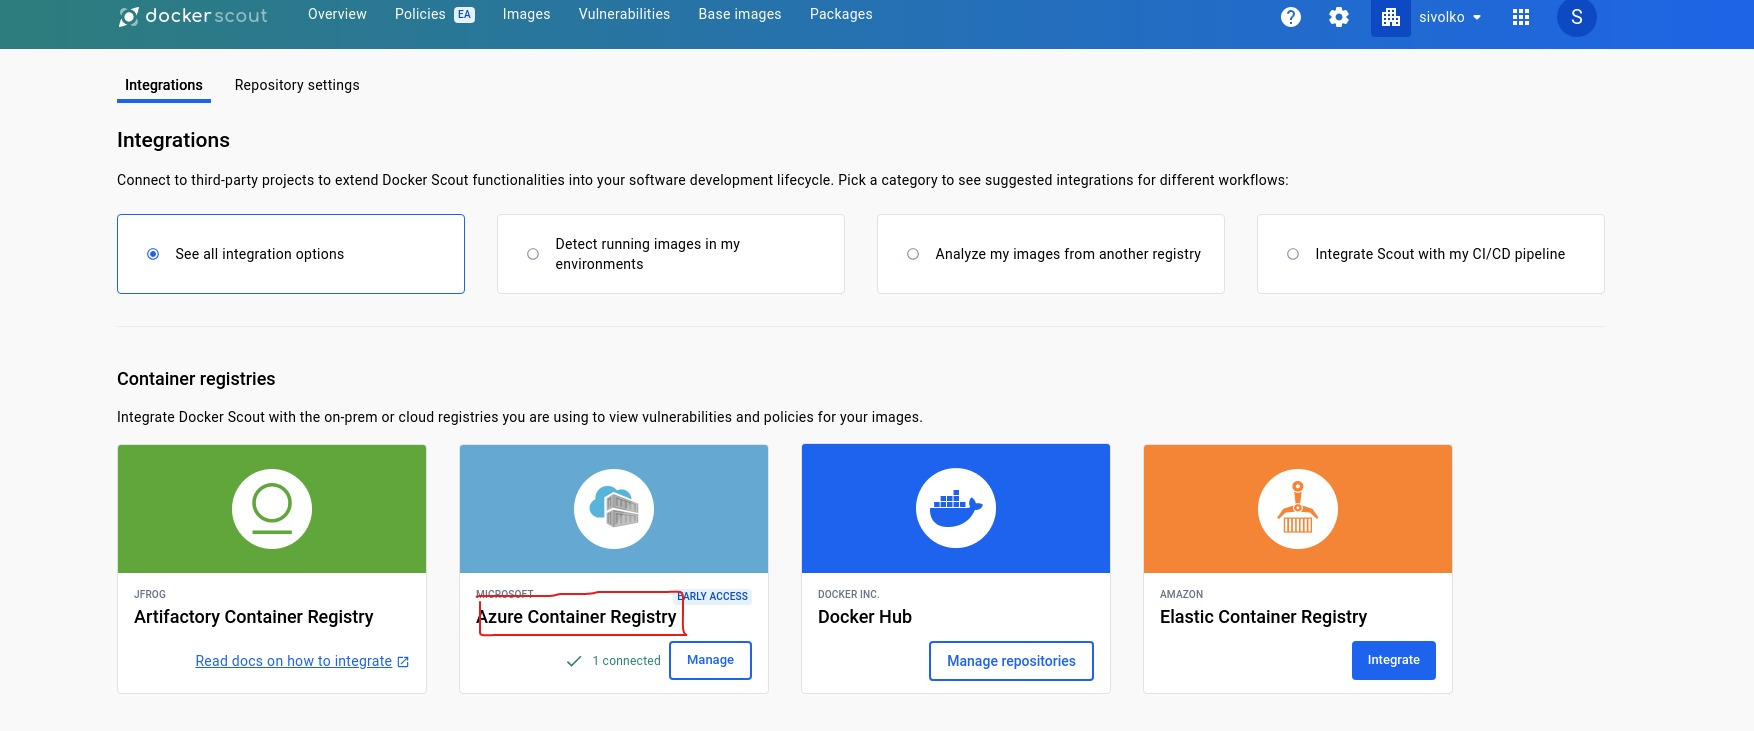 dockerscout
Overview
Policies EA
Images
Vulnerabilities
Base images
Packages
sivolko
S
Integrations
Repository settings
Integrations
Connect to third-party projects to extend Docker Scout functionalities into your software development lifecycle. Pick a category to see suggested integrations for different workflows:
See all integration options
Detect running images in my
environments
Analyze my images from another registry
Integrate Scout with my CI/CD pipeline
Container registries
Integrate Docker Scout with the on-prem or cloud registries you are using to view vulnerabilities and policies for your images.
JFROG
Artifactory Container Registry
Read docs on how to integrate
MICROSOFT
EARLY ACCESS
Azure Container Registry
1 connected
Manage
DOCKER INC.
Docker Hub
Manage repositories
AMAZON
Elastic Container Registry
Integrate